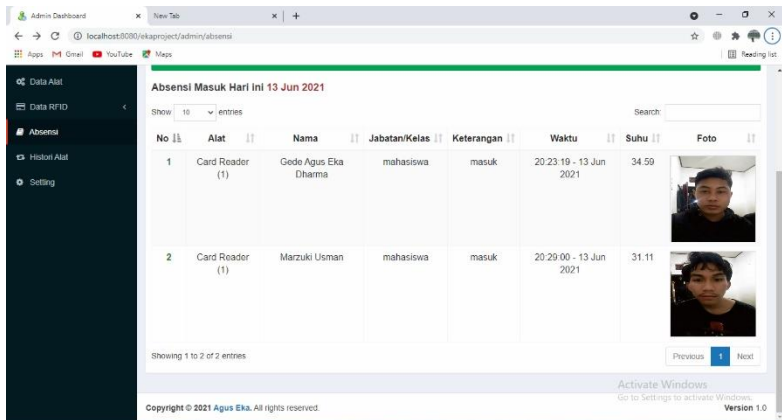 Admin Dashboard
New Tab
localhost:8080/ekaproject/admin/absensi
Apps
Gmail
YouTube
Maps
Reading list
Data Alat
Data RFID
Absensi
Histori Alat
Setting
Absensi Masuk Hari ini 13 Jun 2021
Show 10 entries
Search:
No Alat Nama Jabatan/Kelas Keterangan Waktu Suhu Foto
1 Card Reader Gede Agus Eka mahasiswa masuk 20:23:19 - 13 Jun 34.59
(1) Dharma 2021
2 Card Reader Marzuki Usman mahasiswa masuk 20:29:00 - 13 Jun 31.11
(1) 2021
Showing 1 to 2 of 2 entries
Previous 1 Next
Activate Windows
Go to Settings to activate Windows.
Copyright © 2021 Agus Eka. All rights reserved.
Version 1.0